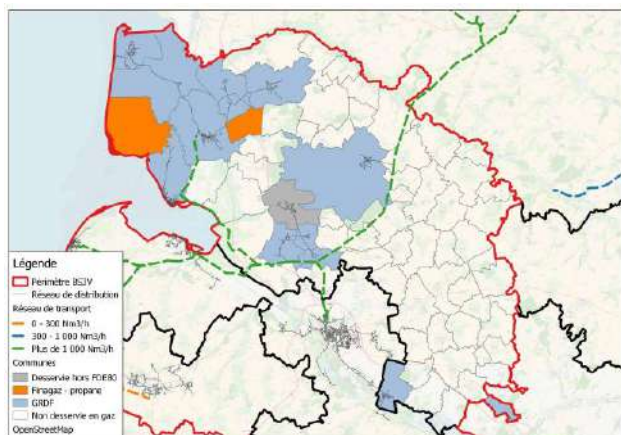 Légende
Périmètre BS3V
Réseau de distribution
Réseau de transport
0 - 300 Nm3/h
300 - 1 000 Nm3/h
Plus de 1 000 Nm3/h
Communes
Desservie hors FDE80
Finagaz - propane
GRDF
Non desservie en gaz
OpenStreetMap